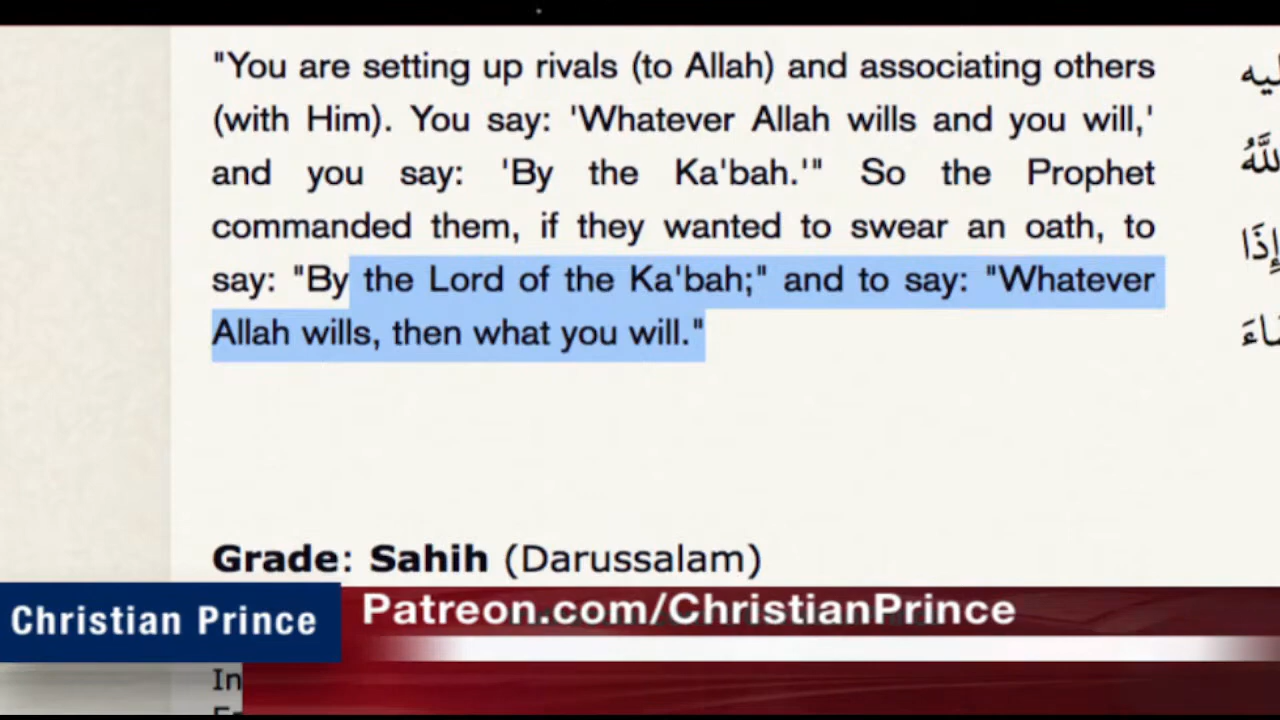 "You are setting up rivals (to Allah) and associating others
(with Him). You say: 'Whatever Allah wills and you will,'
and you say: 'By the Ka'bah.'" So the Prophet
commanded them, if they wanted to swear an oath, to
say: "By the Lord of the Ka'bah;" and to say: "Whatever
Allah wills, then what you will."
إِذَا
Grade: Sahih (Darussalam)
Christian Prince
Patreon.com/ChristianPrince
In